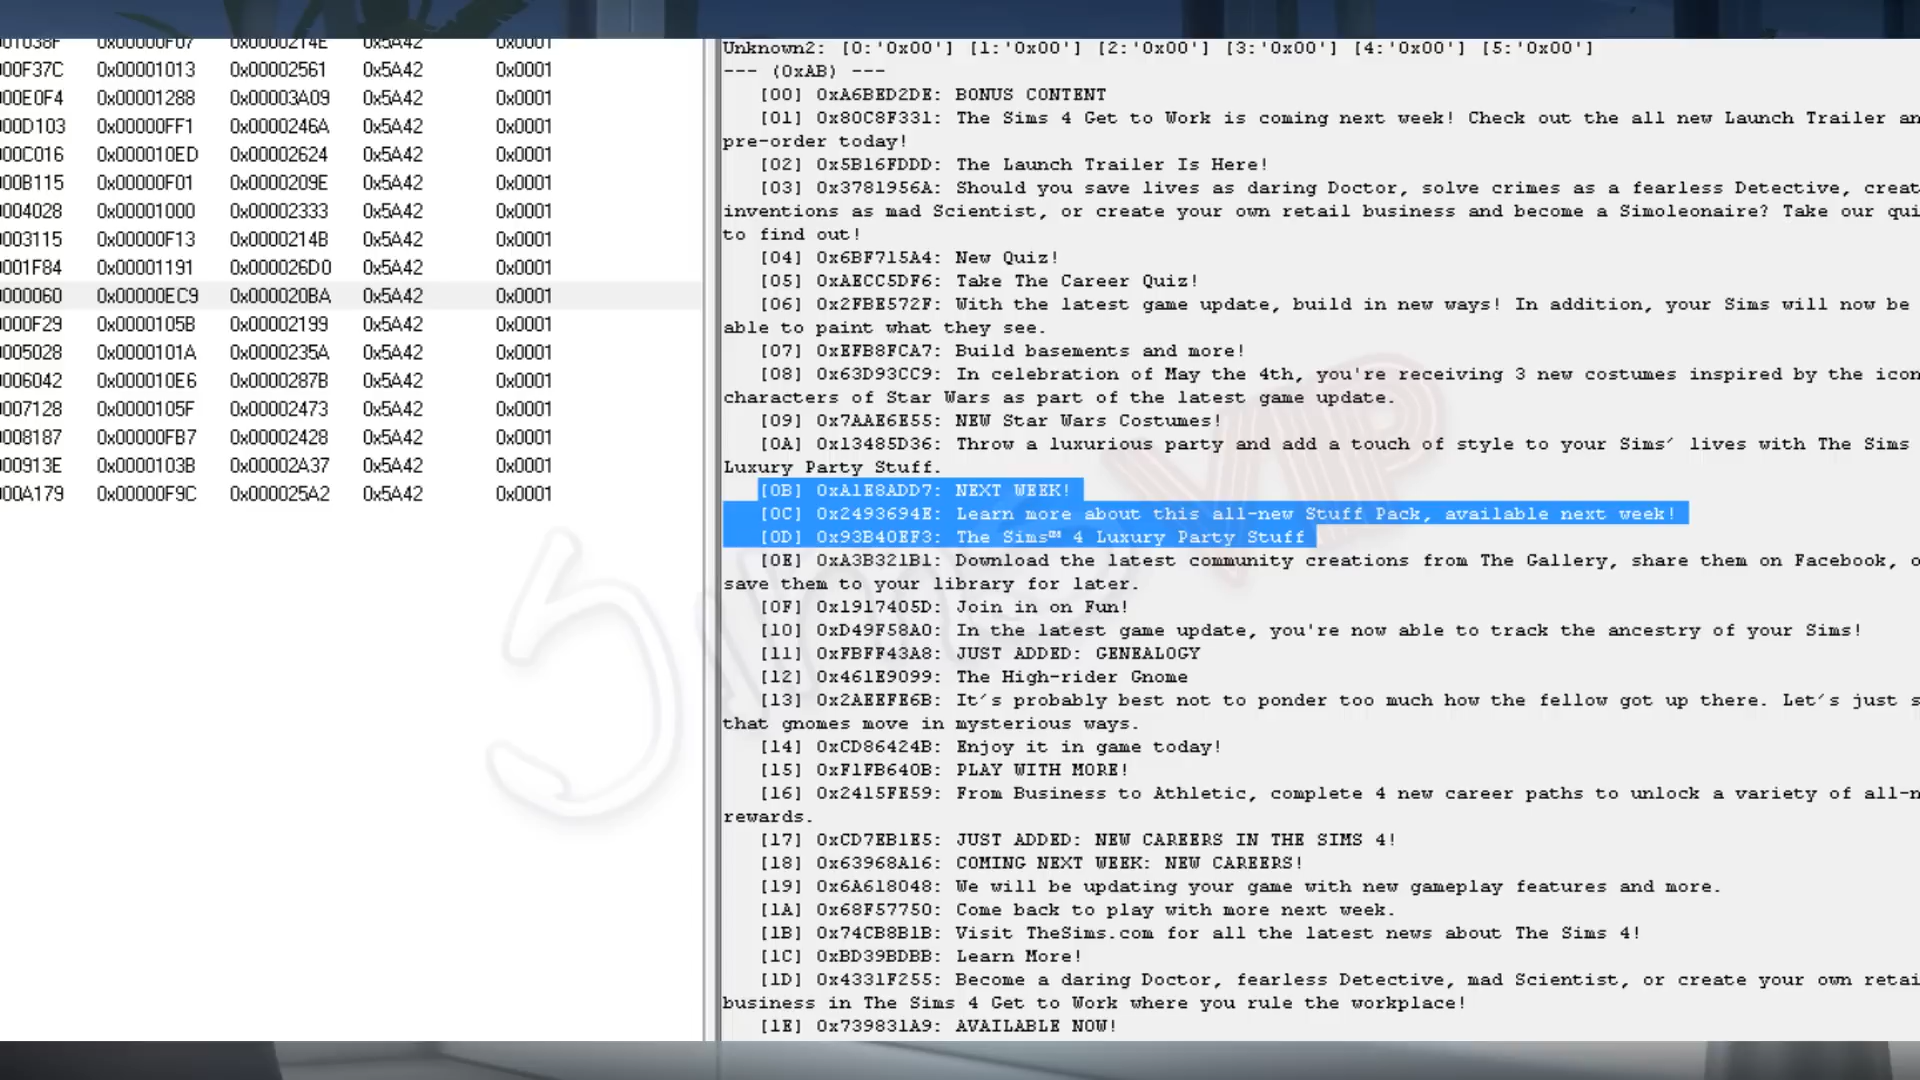 001038F 0x00000F07 0x0000214E 0x5A42 0x0001
000F37C 0x00001013 0x00002561 0x5A42 0x0001
000E0F4 0x00001288 0x00003A09 0x5A42 0x0001
000D103 0x00000FF1 0x0000246A 0x5A42 0x0001
000C016 0x000010ED 0x00002624 0x5A42 0x0001
000B115 0x00000F01 0x0000209E 0x5A42 0x0001
0004028 0x00001000 0x00002333 0x5A42 0x0001
0003115 0x00000F13 0x0000214B 0x5A42 0x0001
0001F84 0x00001191 0x000026D0 0x5A42 0x0001
0000060 0x00000EC9 0x000020BA 0x5A42 0x0001
0000F29 0x0000105B 0x00002199 0x5A42 0x0001
0005028 0x0000101A 0x0000235A 0x5A42 0x0001
0006042 0x000010E6 0x0000287B 0x5A42 0x0001
0007128 0x0000105F 0x00002473 0x5A42 0x0001
0008187 0x00000FB7 0x00002428 0x5A42 0x0001
000913E 0x0000103B 0x00002A37 0x5A42 0x0001
000A179 0x00000F9C 0x000025A2 0x5A42 0x0001
Unknown2: [0:'0x00'] [1:'0x00'] [2:'0x00'] [3:'0x00'] [4:'0x00'] [5:'0x00']
--- (0xAB) ---
[00] 0xA6BED2DE: BONUS CONTENT
[01] 0x80C8F331: The Sims 4 Get to Work is coming next week! Check out the all new Launch Trailer an
pre-order today!
[02] 0x5B16FDDD: The Launch Trailer Is Here!
[03] 0x3781956A: Should you save lives as daring Doctor, solve crimes as a fearless Detective, creat
inventions as mad Scientist, or create your own retail business and become a Simoleonaire? Take our qui
to find out!
[04] 0x6BF715A4: New Quiz!
[05] 0xAECC5DF6: Take The Career Quiz!
[06] 0x2FBE572F: With the latest game update, build in new ways! In addition, your Sims will now be
able to paint what they see.
[07] 0xEFB8FCA7: Build basements and more!
[08] 0x63D93CC9: In celebration of May the 4th, you're receiving 3 new costumes inspired by the icon
characters of Star Wars as part of the latest game update.
[09] 0x7AAE6E55: NEW Star Wars Costumes!
[0A] 0x13485D36: Throw a luxurious party and add a touch of style to your Sims’ lives with The Sims
Luxury Party Stuff.
[0B] 0xA1E8ADD7: NEXT WEEK!
[0C] 0x2493694E: Learn more about this all-new Stuff Pack, available next week!
[0D] 0x93B40EF3: The Sims™ 4 Luxury Party Stuff
[0E] 0xA3B321B1: Download the latest community creations from The Gallery, share them on Facebook, o
save them to your library for later.
[0F] 0x1917405D: Join in on Fun!
[10] 0xD49F58A0: In the latest game update, you're now able to track the ancestry of your Sims!
[11] 0xFBFF43A8: JUST ADDED: GENEALOGY
[12] 0x461E9099: The High-rider Gnome
[13] 0x2AEEFE6B: It’s probably best not to ponder too much how the fellow got up there. Let’s just s
that gnomes move in mysterious ways.
[14] 0xCD86424B: Enjoy it in game today!
[15] 0xF1FB640B: PLAY WITH MORE!
[16] 0x2415FE59: From Business to Athletic, complete 4 new career paths to unlock a variety of all-n
rewards.
[17] 0xCD7EB1E5: JUST ADDED: NEW CAREERS IN THE SIMS 4!
[18] 0x63968A16: COMING NEXT WEEK: NEW CAREERS!
[19] 0x6A618048: We will be updating your game with new gameplay features and more.
[1A] 0x68F57750: Come back to play with more next week.
[1B] 0x74CB8B1B: Visit TheSims.com for all the latest news about The Sims 4!
[1C] 0xBD39BDBB: Learn More!
[1D] 0x4331F255: Become a daring Doctor, fearless Detective, mad Scientist, or create your own retai
business in The Sims 4 Get to Work where you rule the workplace!
[1E] 0x739831A9: AVAILABLE NOW!
SimsVIP